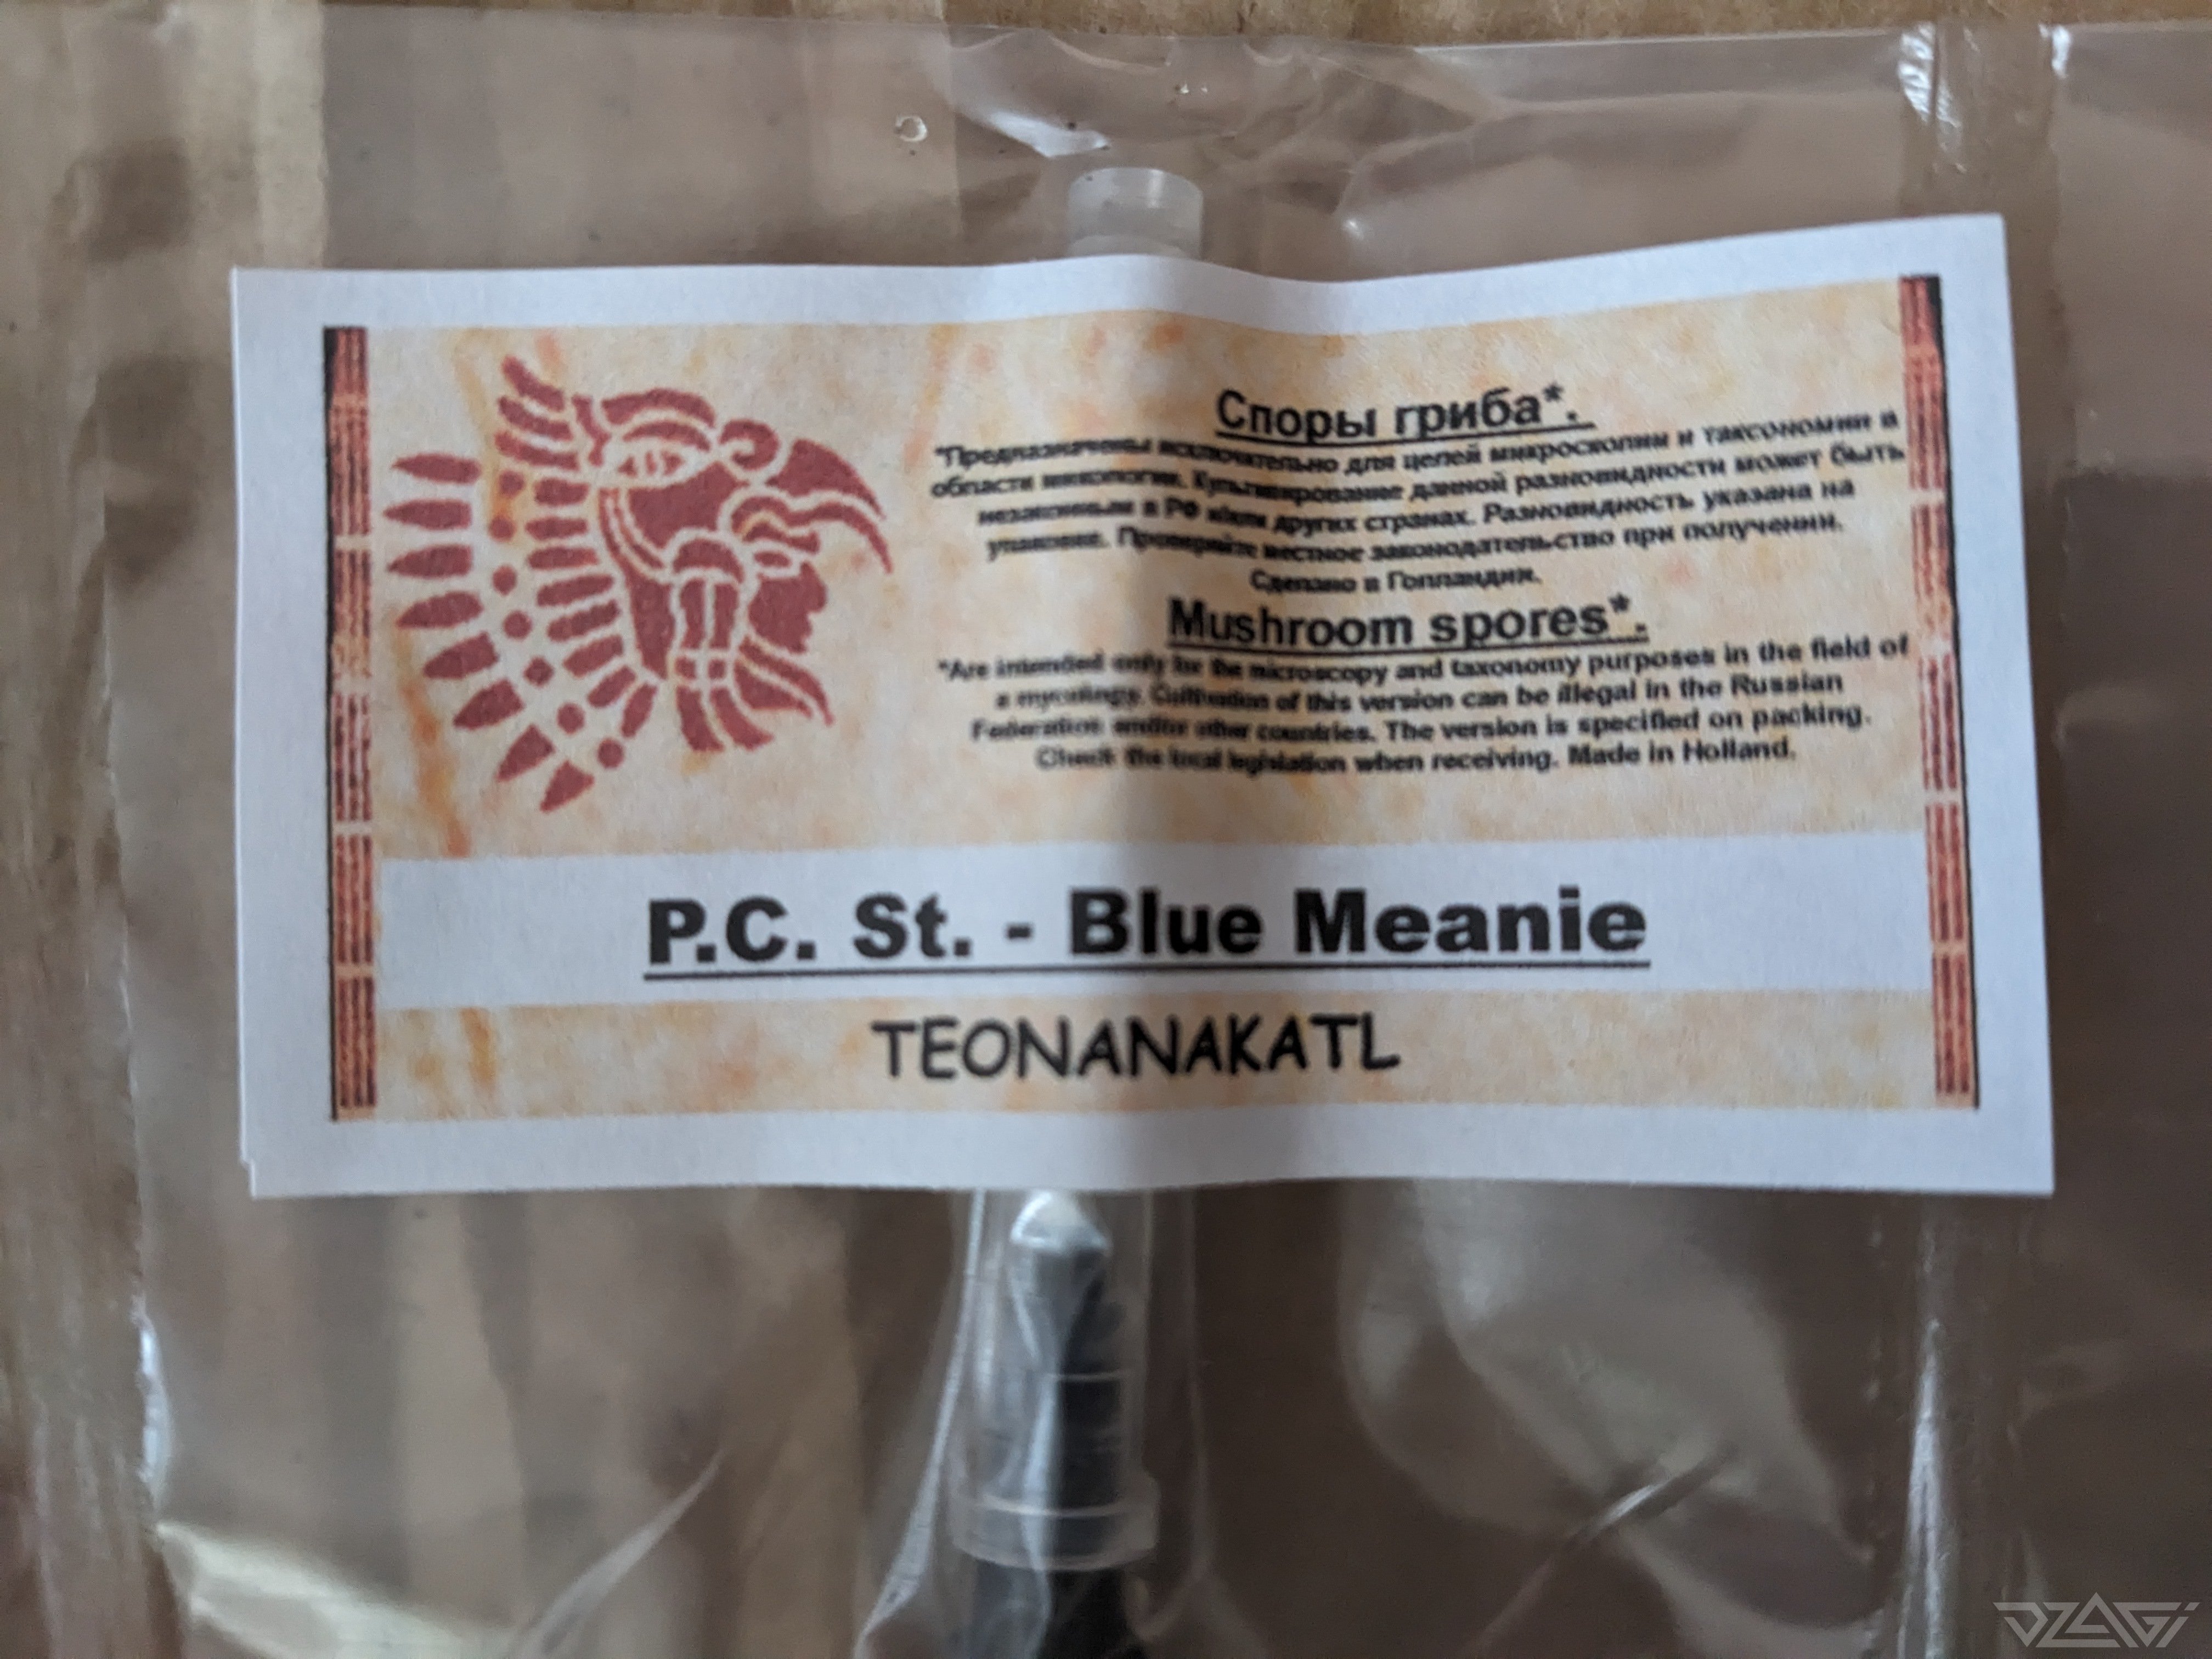 Споры гриба*.
*Предназначены исключительно для целей микроскопии и таксономии в
области микологии. Культивирование данной разновидности может быть
незаконным в РФ и/или других странах. Разновидность указана на
упаковке. Проверяйте местное законодательство при получении.
Сделано в Голландии.
Mushroom spores*.
*Are intended only for the microscopy and taxonomy purposes in the field of
a mycology. Cultivation of this version can be illegal in the Russian
Federation and/or other countries. The version is specified on packing.
Check the local legislation when receiving. Made in Holland.
P.C. St. - Blue Meanie
TEONANAKATL
DZAGI